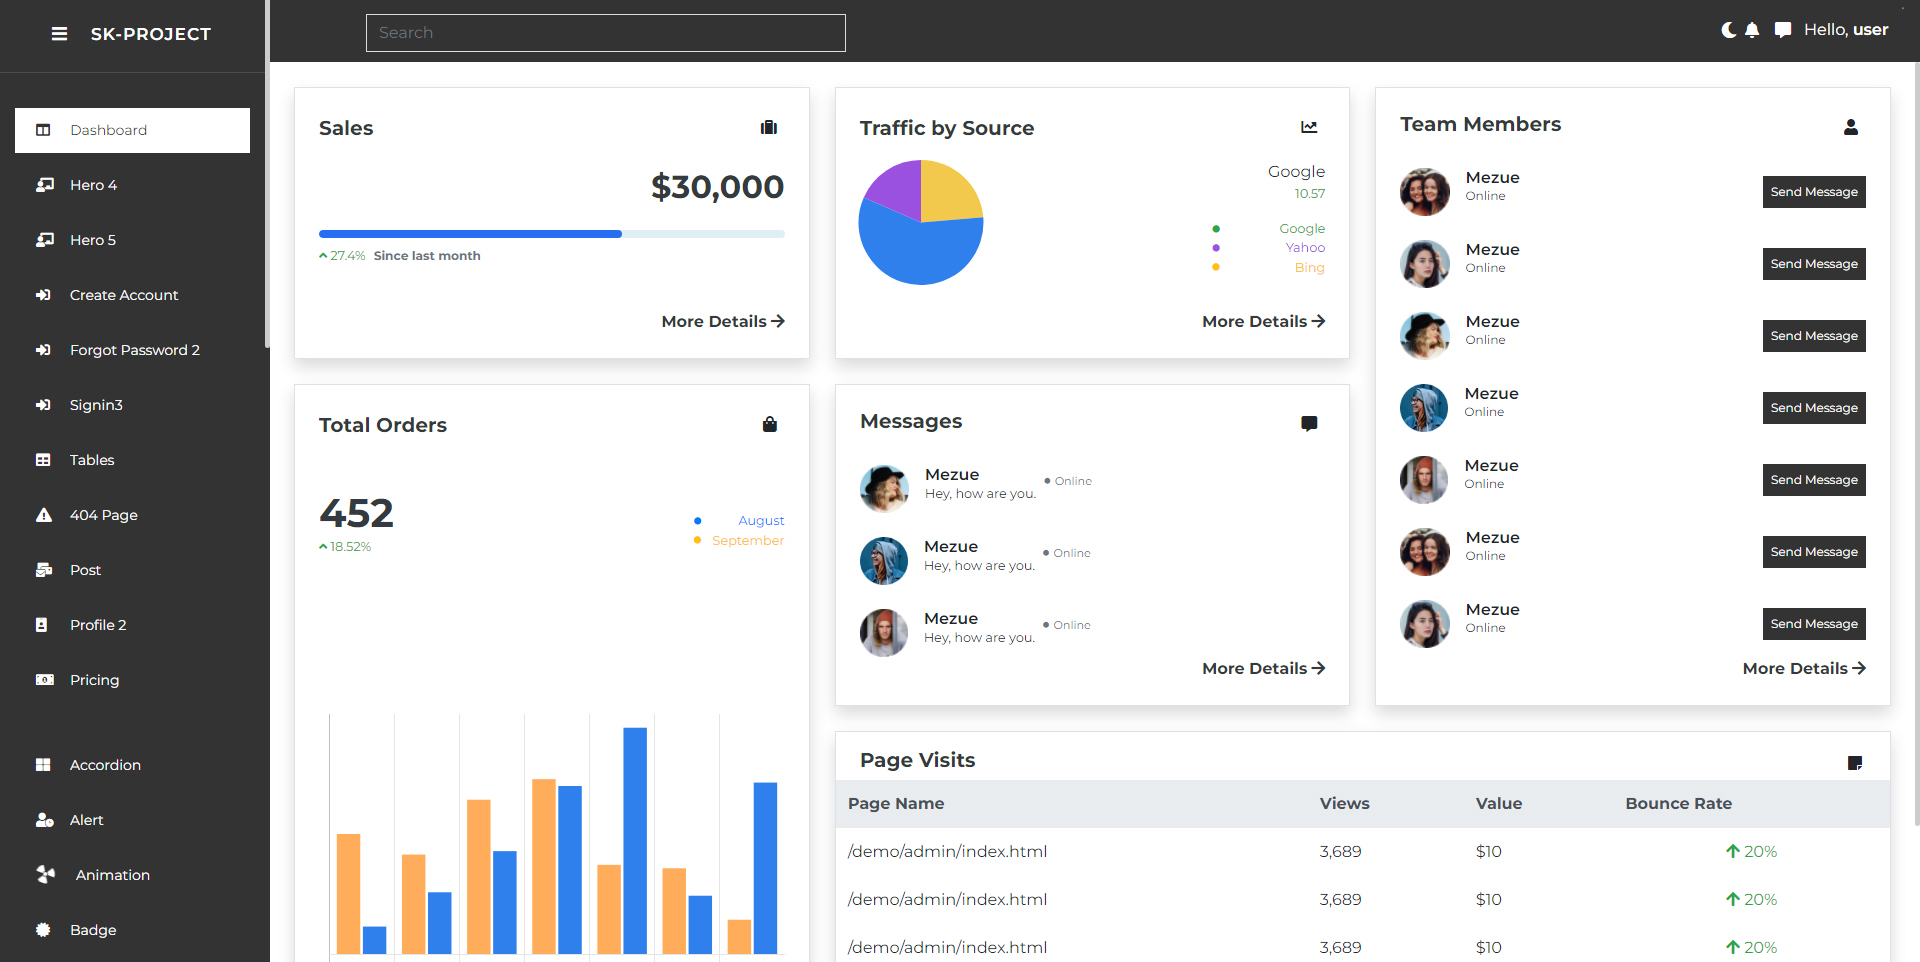 SK-PROJECT
Search
Hello, user
Dashboard
Hero 4
Hero 5
Create Account
Forgot Password 2
Signin3
Tables
404 Page
Post
Profile 2
Pricing
Accordion
Alert
Animation
Badge
Sales
$30,000
27.4% Since last month
More Details
Traffic by Source
Google
10.57
Google
Yahoo
Bing
More Details
Team Members
Mezue
Online
Send Message
Mezue
Online
Send Message
Mezue
Online
Send Message
Mezue
Online
Send Message
Mezue
Online
Send Message
Mezue
Online
Send Message
Mezue
Online
Send Message
More Details
Total Orders
452
18.52%
August
September
Messages
Mezue
Hey, how are you.
Online
Mezue
Hey, how are you.
Online
Mezue
Hey, how are you.
Online
More Details
Page Visits
Page Name Views Value Bounce Rate
/demo/admin/index.html 3,689 $10 20%
/demo/admin/index.html 3,689 $10 20%
/demo/admin/index.html 3,689 $10 20%